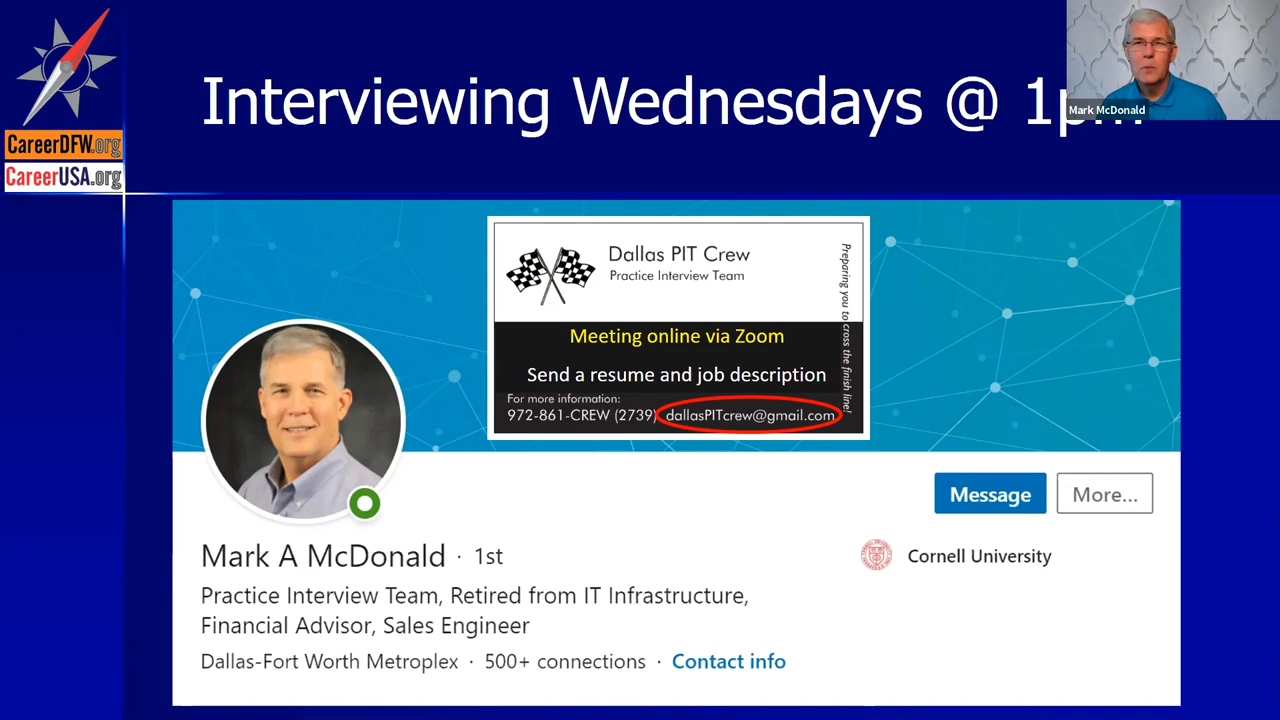 Interviewing Wednesdays @ 1pm
Mark McDonald
CareerDFW.org
CareerUSA.org
Dallas PIT Crew
Practice Interview Team
Preparing you to cross the finish line!
Meeting online via Zoom
Send a resume and job description
For more information:
972-861-CREW (2739) dallasPITcrew@gmail.com
Message
More...
Mark A McDonald · 1st
Cornell University
Practice Interview Team, Retired from IT Infrastructure,
Financial Advisor, Sales Engineer
Dallas-Fort Worth Metroplex · 500+ connections · Contact info